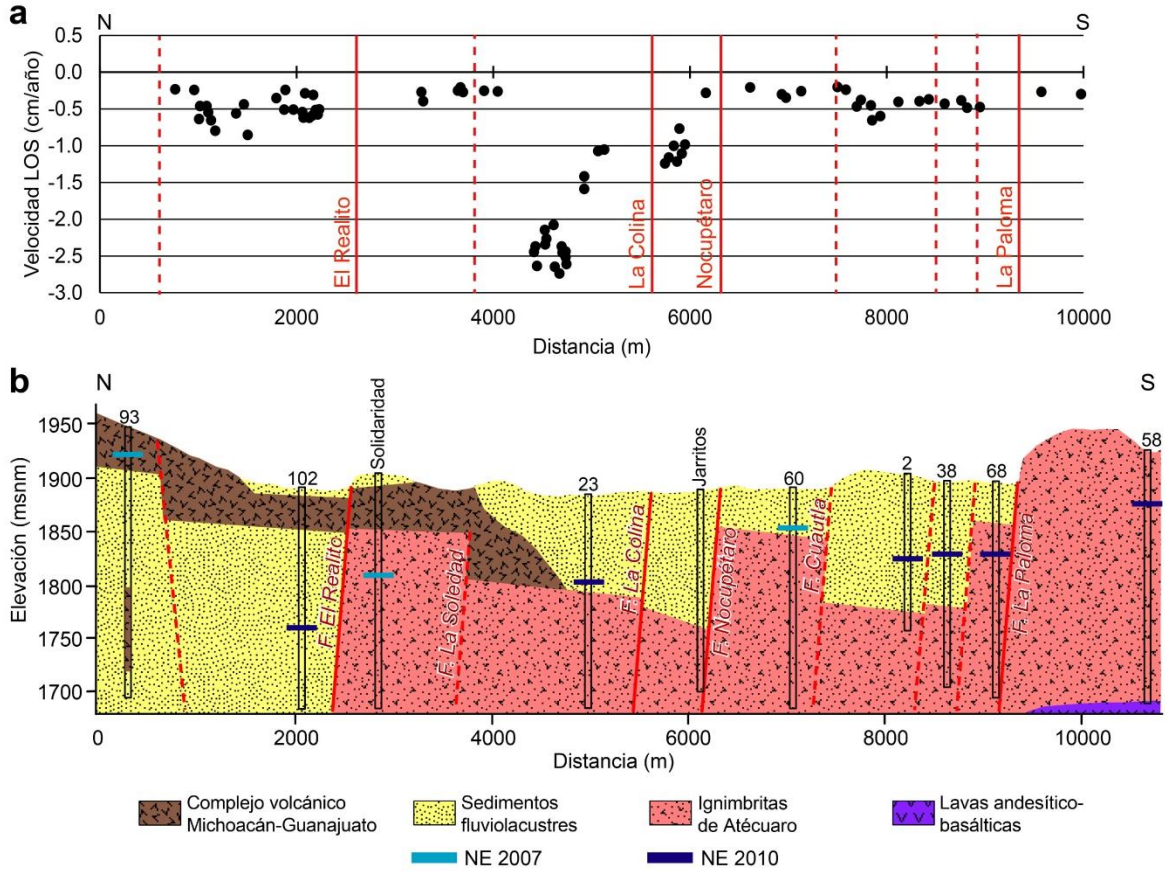 a
N
S
Velocidad LOS (cm/año)
0.5
0.0
-0.5
-1.0
-1.5
-2.0
-2.5
-3.0
El Realito
La Colina
Nocupétaro
La Paloma
0 2000 4000 6000 8000 10000
Distancia (m)
b
N
S
Elevación (msnm)
1950
1900
1850
1800
1750
1700
93
102
Solidaridad
23
Jarritos
60
2
38
68
58
F. El Realito
F. La Soledad
F. La Colina
F. Nocupétaro
F. Cuautla
F. La Paloma
0 2000 4000 6000 8000 10000
Distancia (m)
Complejo volcánico
Michoacán-Guanajuato
Sedimentos
fluviolacustres
Ignimbritas
de Atécuaro
Lavas andesítico-
basálticas
NE 2007
NE 2010